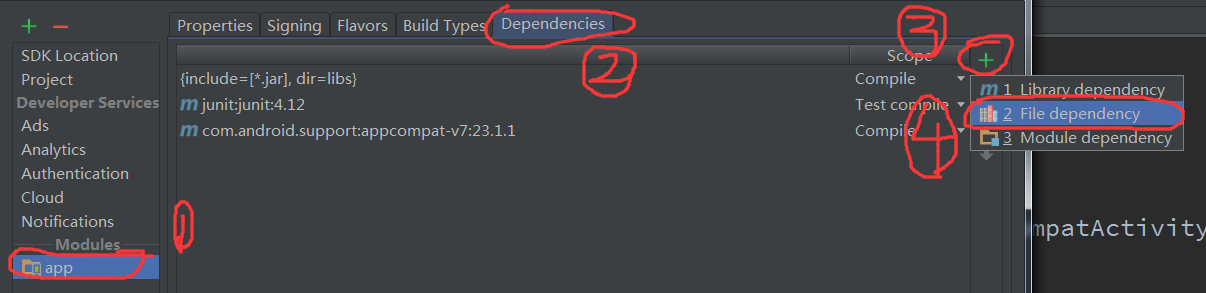 Properties Signing Flavors Build Types Dependencies
3
SDK Location
Project
Developer Services
Ads
Analytics
Authentication
Cloud
Notifications
Modules
app
1
2
Scope
{include=[*.jar], dir=libs} Compile
m junit:junit:4.12 Test compile
m com.android.support:appcompat-v7:23.1.1 Compile
4
m 1 Library dependency
2 File dependency
3 Module dependency
mpatActivity